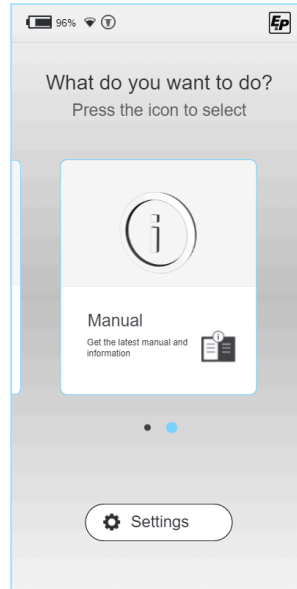 96%
EP
What do you want to do?
Press the icon to select
i
Manual
Get the latest manual and
information
Settings